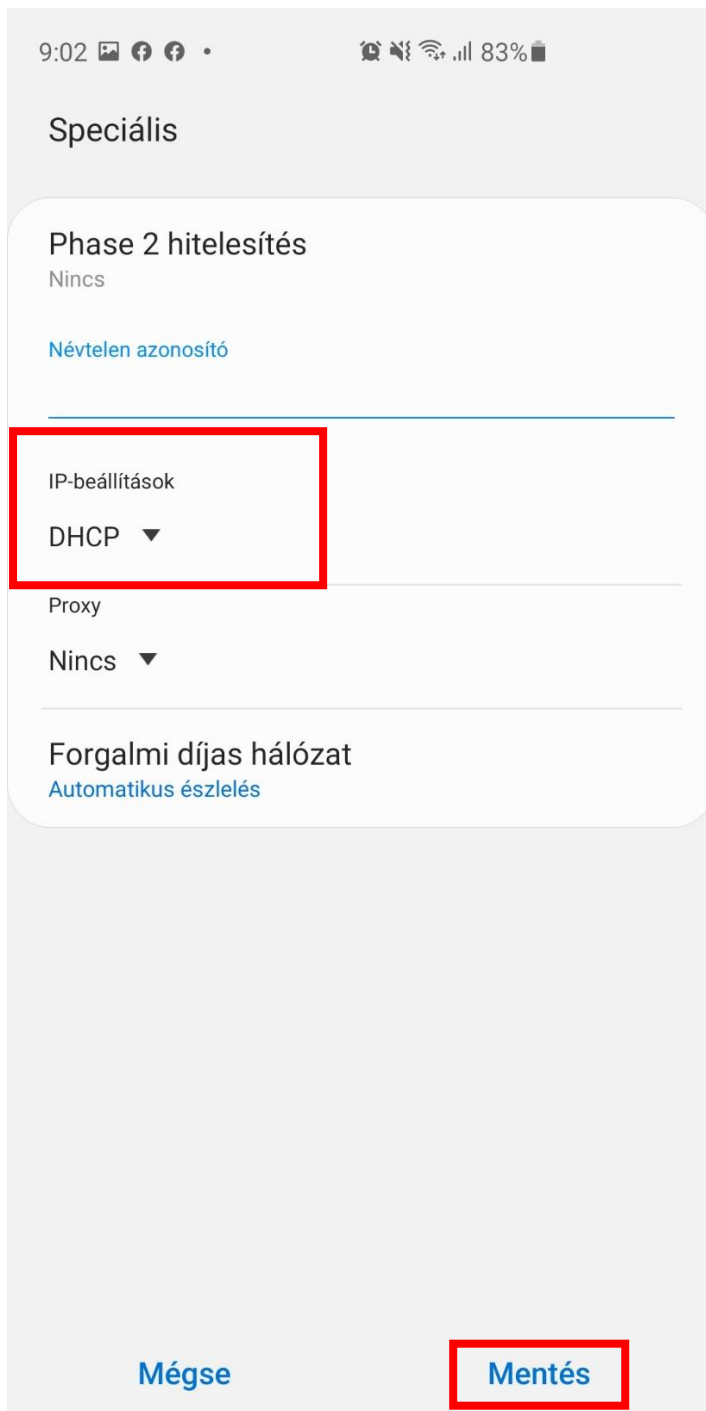 9:02 83%
Speciális
Phase 2 hitelesítés
Nincs
Névtelen azonosító
IP-beállítások
DHCP
Proxy
Nincs
Forgalmi díjas hálózat
Automatikus észlelés
Mégse Mentés